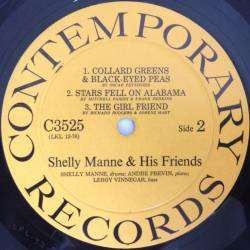 CONTEMPORARY
1. COLLARD GREENS
& BLACK-EYED PEAS
BY OSCAR PETTIFORD
2. STARS FELL ON ALABAMA
BY MITCHELL PARISH & FRANK PERKINS
3. THE GIRL FRIEND
BY RICHARD RODGERS & LORENZ HART
C3525
Side 2
(LKL 12-78)
Shelly Manne & His Friends
SHELLY MANNE, drums; ANDRE PREVIN, piano;
LEROY VINNEGAR, bass
RECORDS